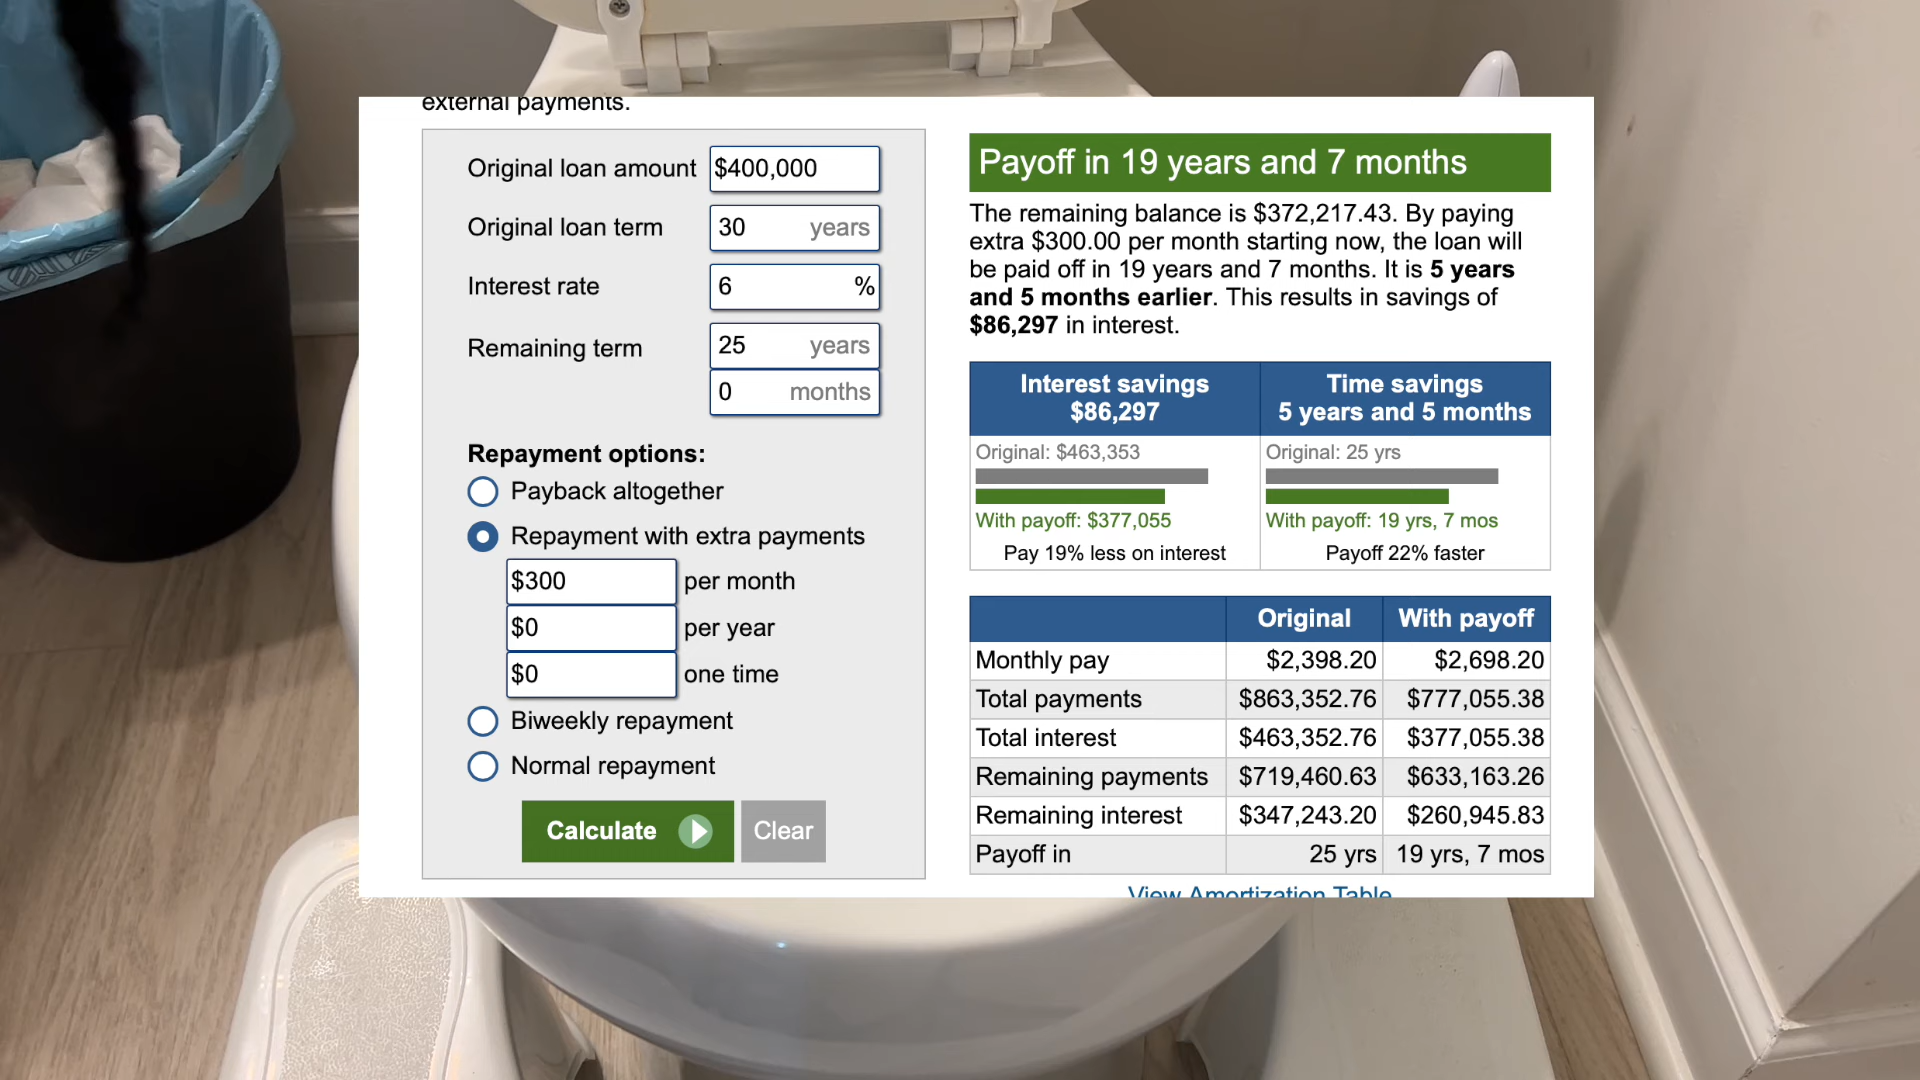 external payments.
Original loan amount $400,000
Original loan term 30 years
Interest rate 6 %
Remaining term 25 years
0 months
Repayment options:
Payback altogether
Repayment with extra payments
$300 per month
$0 per year
$0 one time
Biweekly repayment
Normal repayment
Calculate Clear
Payoff in 19 years and 7 months
The remaining balance is $372,217.43. By paying
extra $300.00 per month starting now, the loan will
be paid off in 19 years and 7 months. It is 5 years
and 5 months earlier. This results in savings of
$86,297 in interest.
Interest savings
$86,297
Time savings
5 years and 5 months
Original: $463,353
With payoff: $377,055
Pay 19% less on interest
Original: 25 yrs
With payoff: 19 yrs, 7 mos
Payoff 22% faster
Original With payoff
Monthly pay $2,398.20 $2,698.20
Total payments $863,352.76 $777,055.38
Total interest $463,352.76 $377,055.38
Remaining payments $719,460.63 $633,163.26
Remaining interest $347,243.20 $260,945.83
Payoff in 25 yrs 19 yrs, 7 mos
View Amortization Table